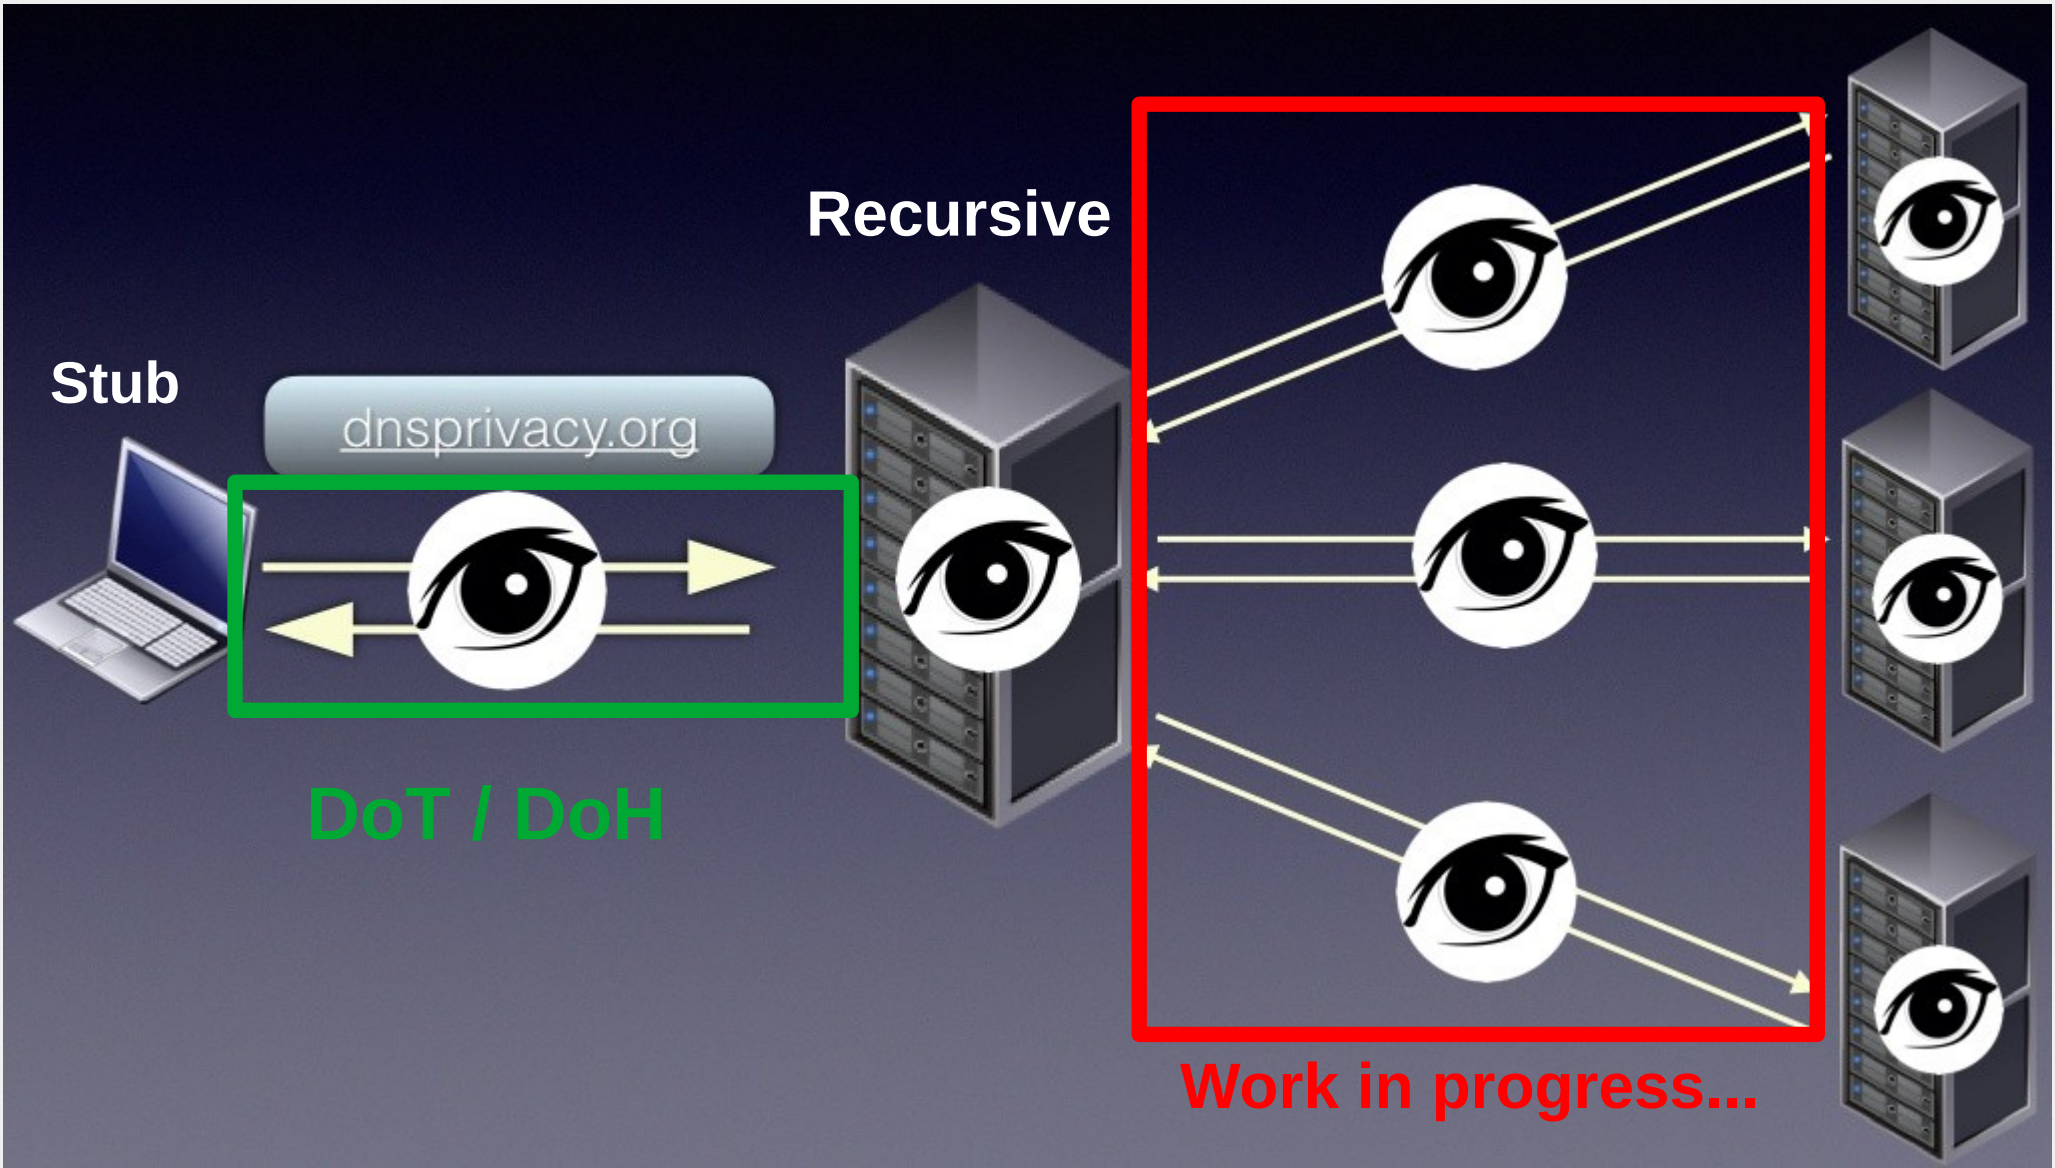 Recursive
Stub
dnsprivacy.org
DoT / DoH
Work in progress...